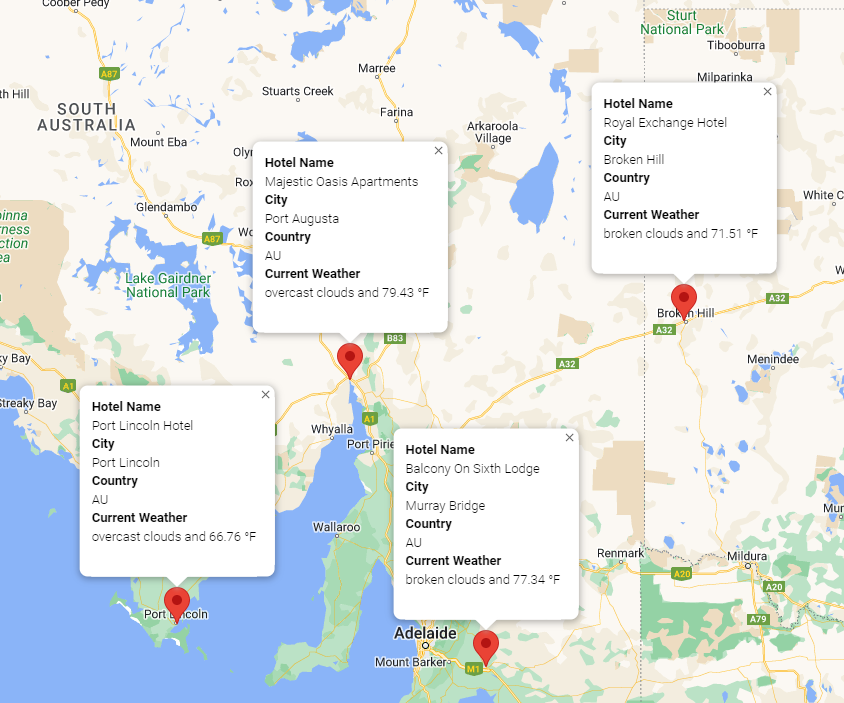 Coober Pedy
Sturt
National Park
Tibooburra
A87
Marree
Milparinka
Stuarts Creek
th Hill
SOUTH
AUSTRALIA
Farina
Mount Eba
Arkaroola
Village
Hotel Name
Royal Exchange Hotel
City
Broken Hill
Country
AU
Current Weather
broken clouds and 71.51 °F
Hotel Name
Majestic Oasis Apartments
City
Port Augusta
Country
AU
Current Weather
overcast clouds and 79.43 °F
Oly
Rox
Glendambo
White C
A87
Wo
Lake Gairdner
National Park
inna
rness
ction
ea
W
A32
Broken Hill
A32
B83
A32
Menindee
ky Bay
A1
Streaky Bay
Hotel Name
Port Lincoln Hotel
City
Port Lincoln
Country
AU
Current Weather
overcast clouds and 66.76 °F
A1
Whyalla
Port Pirie
Hotel Name
Balcony On Sixth Lodge
City
Murray Bridge
Country
AU
Current Weather
broken clouds and 77.34 °F
Wallaroo
Mur
Renmark
Mildura
A20
A20
A79
Port Lincoln
Adelaide
Mount Barker
M1